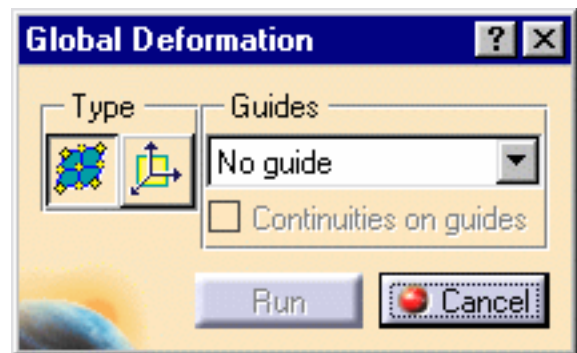 Global Deformation
Type
Guides
No guide
Continuities on guides
Run
Cancel